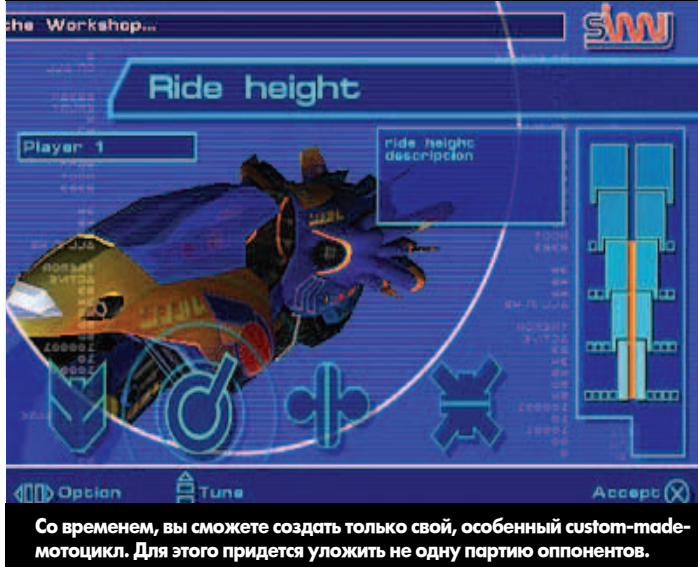 the Workshop...
Ride height
Player 1
ride height
description
Option
Tune
Accept
Со временем, вы сможете создать только свой, особенный custom-made-
мотоцикл. Для этого придется уложить не одну партию оппонентов.